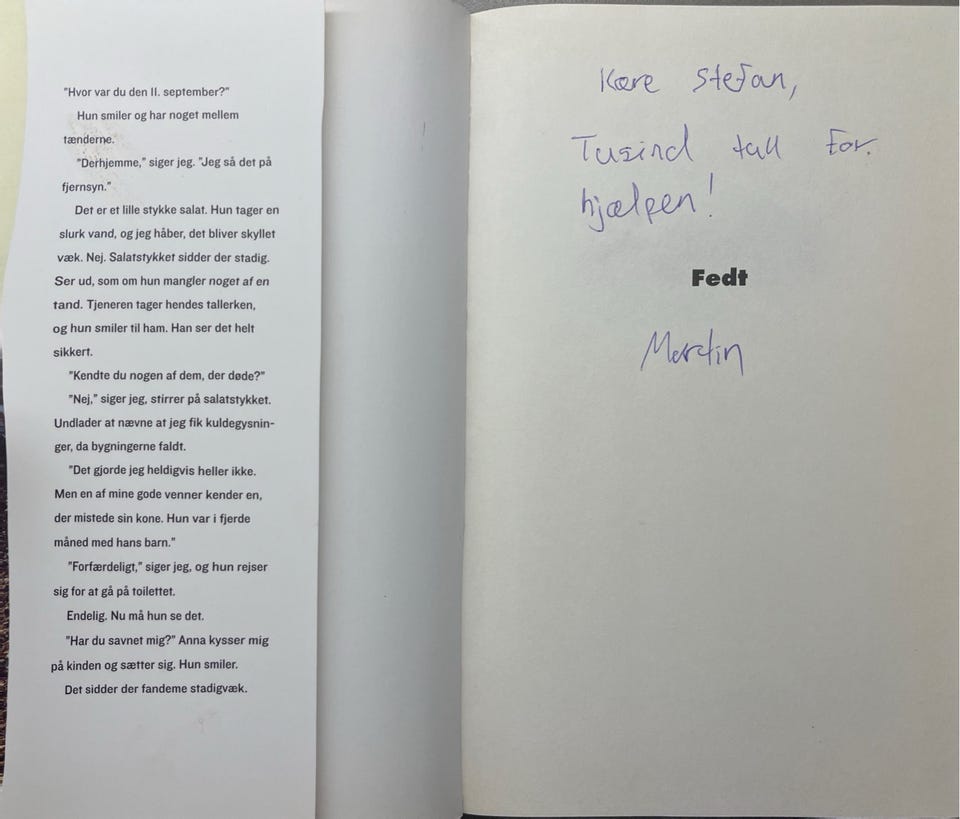 "Hvor var du den 11. september?"
Hun smiler og har noget mellem
tænderne.
"Derhjemme," siger jeg. "Jeg så det på
fjernsyn."
Det er et lille stykke salat. Hun tager en
slurk vand, og jeg håber, det bliver skyllet
væk. Nej. Salatstykket sidder der stadig.
Ser ud, som om hun mangler noget af en
tand. Tjeneren tager hendes tallerken,
og hun smiler til ham. Han ser det helt
sikkert.
"Kendte du nogen af dem, der døde?"
"Nej," siger jeg, stirrer på salatstykket.
Undlader at nævne at jeg fik kuldegysnin-
ger, da bygningerne faldt.
"Det gjorde jeg heldigvis heller ikke.
Men en af mine gode venner kender en,
der mistede sin kone. Hun var i fjerde
måned med hans barn."
"Forfærdeligt," siger jeg, og hun rejser
sig for at gå på toilettet.
Endelig. Nu må hun se det.
"Har du savnet mig?" Anna kysser mig
på kinden og sætter sig. Hun smiler.
Det sidder der fandeme stadigvæk.
Kære Stefan,
Tusind tak for
hjælpen!
Fedt
Martin